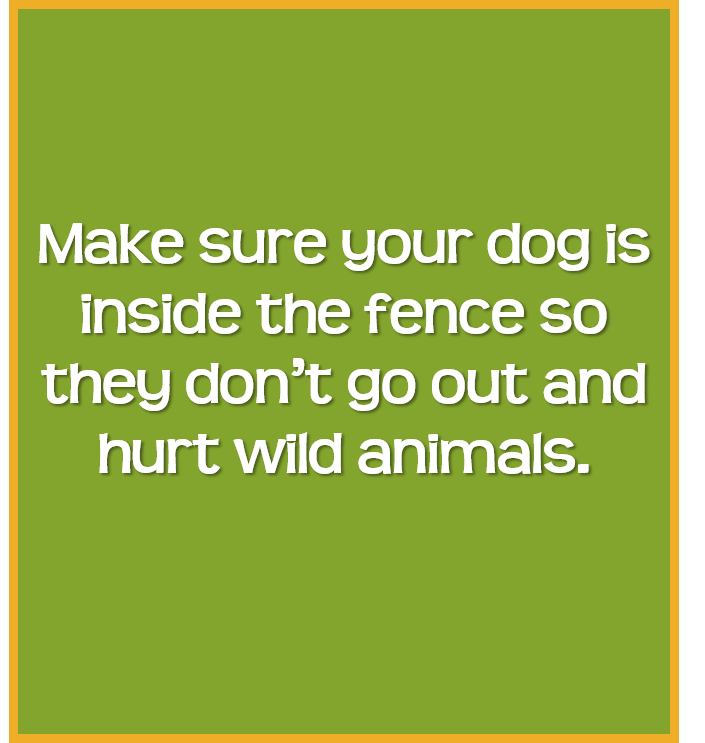 Make sure your dog is
inside the fence so
they don’t go out and
hurt wild animals.